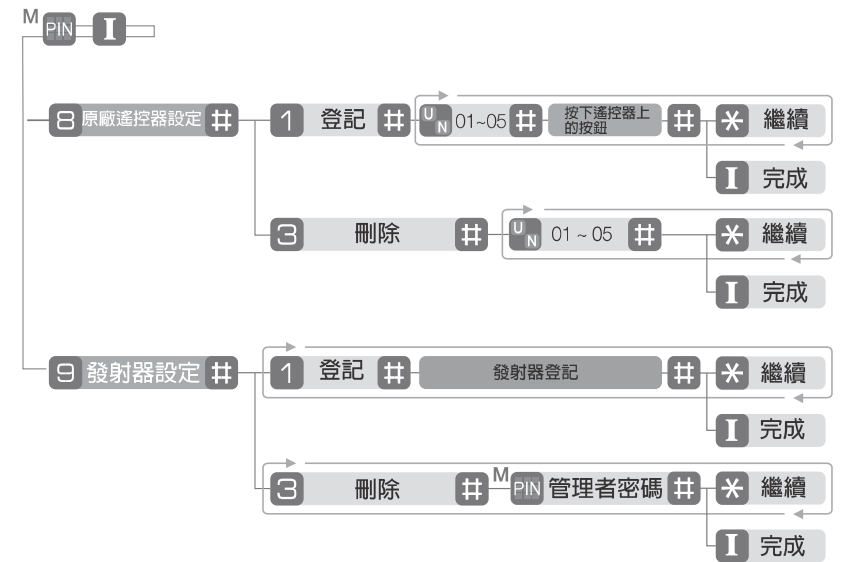 M PIN I
8 原廠遙控器設定 # 1 登記 # UN 01~05 # 按下遙控器上的按鈕 # * 繼續
I 完成
3 刪除 # UN 01 ~ 05 # * 繼續
I 完成
9 發射器設定 # 1 登記 # 發射器登記 # * 繼續
I 完成
3 刪除 # M PIN 管理者密碼 # * 繼續
I 完成